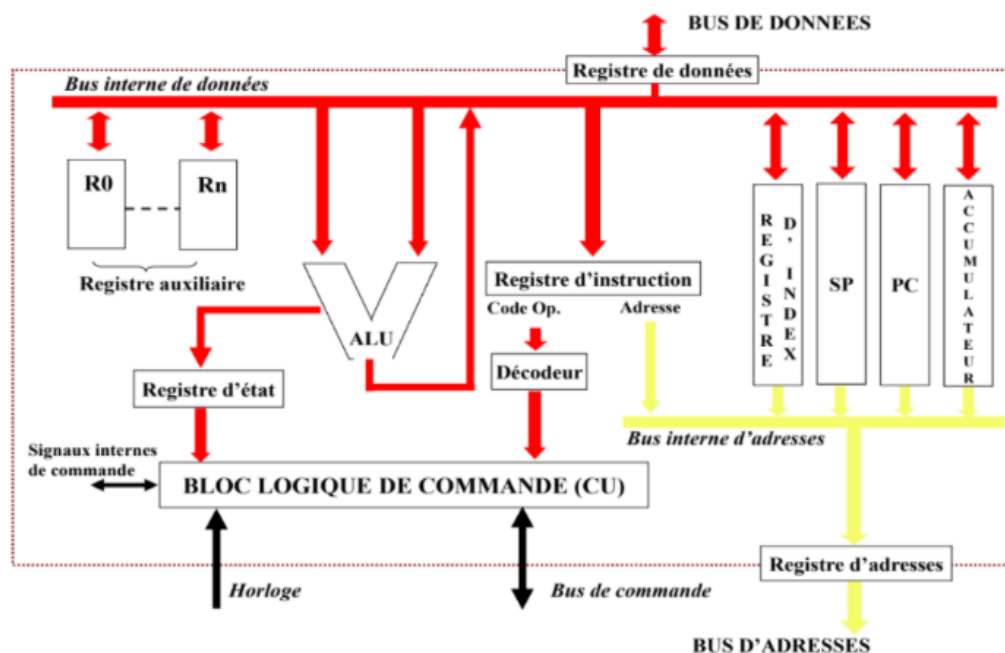 BUS DE DONNEES
Registre de données
Bus interne de données
R0
Rn
Registre auxiliaire
ALU
Registre d'instruction
Code Op.
Adresse
Décodeur
Registre d'état
REGISTRE
D' INDEX
SP
PC
ACCUMULATEUR
Bus interne d'adresses
Signaux internes
de commande
BLOC LOGIQUE DE COMMANDE (CU)
Horloge
Bus de commande
Registre d'adresses
BUS D'ADRESSES